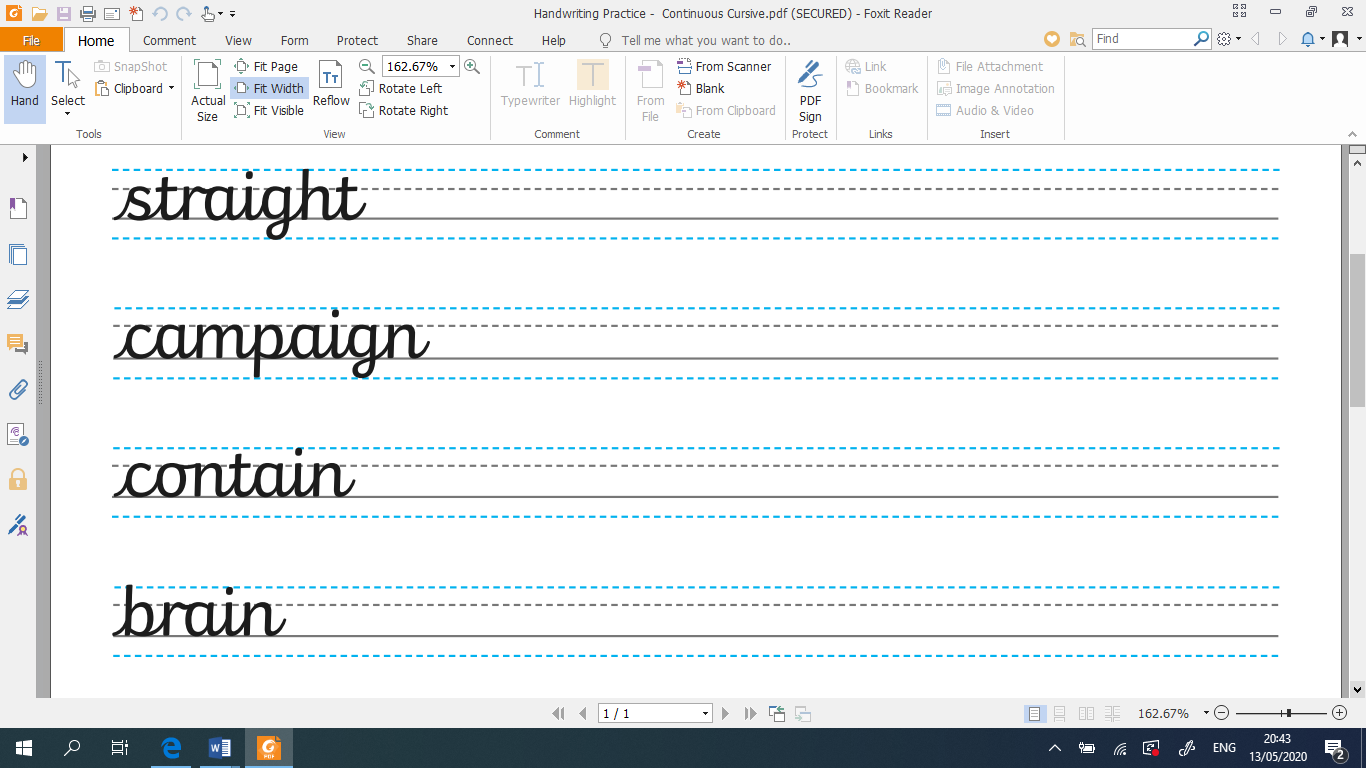 Handwriting Practice - Continuous Cursive.pdf (SECURED) - Foxit Reader
File Home Comment View Form Protect Share Connect Help Tell me what you want to do.. Find
Hand
Select
SnapShot
Clipboard
Tools
Actual Size
Fit Page
Fit Width
Fit Visible
Reflow
162.67%
Rotate Left
Rotate Right
View
Typewriter
Highlight
Comment
From File
From Scanner
Blank
From Clipboard
Create
PDF Sign
Protect
Link
Bookmark
Links
File Attachment
Image Annotation
Audio & Video
Insert
straight
campaign
contain
brain
1 / 1
162.67%
PDF
ENG
20:43
13/05/2020
2